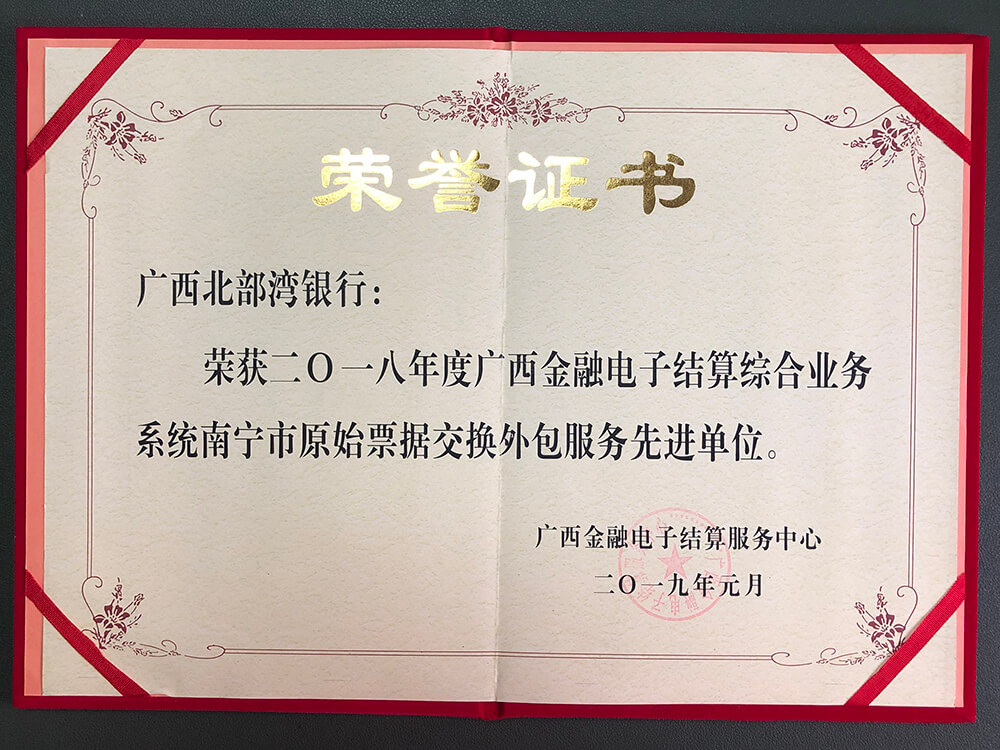 荣誉证书
广西北部湾银行：
荣获二〇一八年度广西金融电子结算综合业务
系统南宁市原始票据交换外包服务先进单位。
广西金融电子结算服务中心
二〇一九年元月